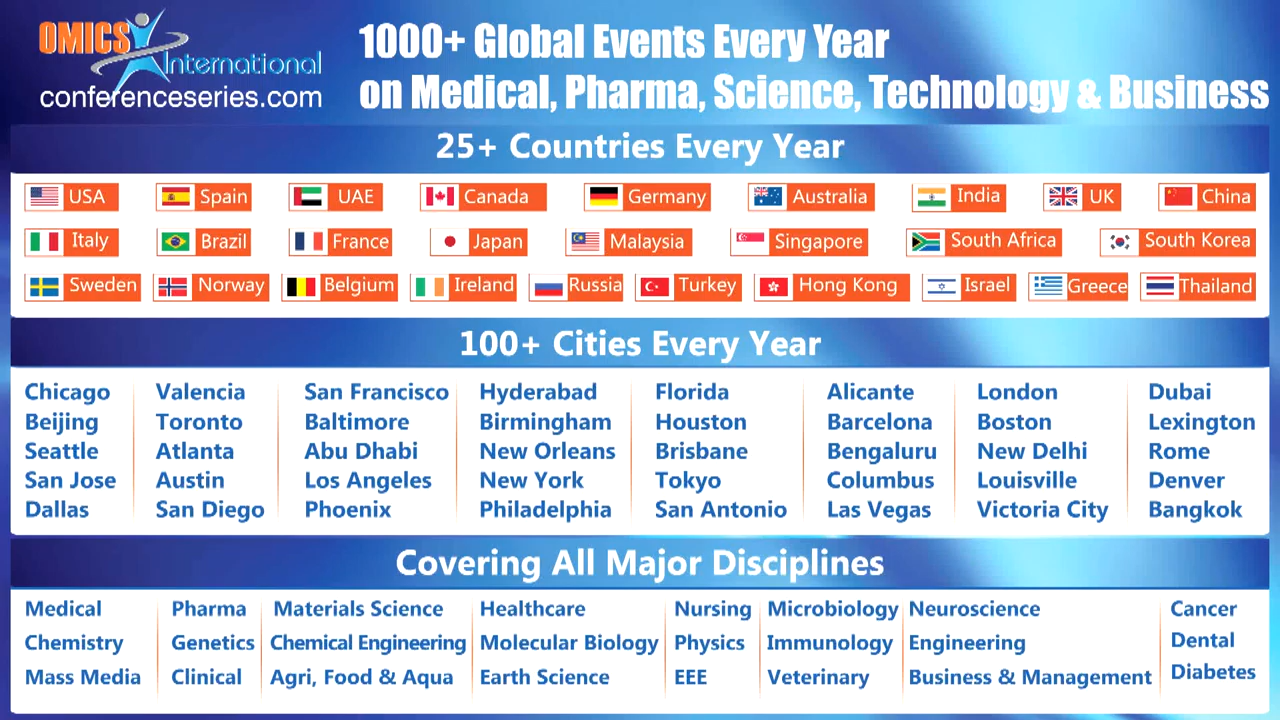 OMICS International
conferenceseries.com
1000+ Global Events Every Year
on Medical, Pharma, Science, Technology & Business
25+ Countries Every Year
USA Spain UAE Canada Germany Australia India UK China
Italy Brazil France Japan Malaysia Singapore South Africa South Korea
Sweden Norway Belgium Ireland Russia Turkey Hong Kong Israel Greece Thailand
100+ Cities Every Year
Chicago Valencia San Francisco Hyderabad Florida Alicante London Dubai
Beijing Toronto Baltimore Birmingham Houston Barcelona Boston Lexington
Seattle Atlanta Abu Dhabi New Orleans Brisbane Bengaluru New Delhi Rome
San Jose Austin Los Angeles New York Tokyo Columbus Louisville Denver
Dallas San Diego Phoenix Philadelphia San Antonio Las Vegas Victoria City Bangkok
Covering All Major Disciplines
Medical Pharma Materials Science Healthcare Nursing Microbiology Neuroscience Cancer
Chemistry Genetics Chemical Engineering Molecular Biology Physics Immunology Engineering Dental
Mass Media Clinical Agri, Food & Aqua Earth Science EEE Veterinary Business & Management Diabetes